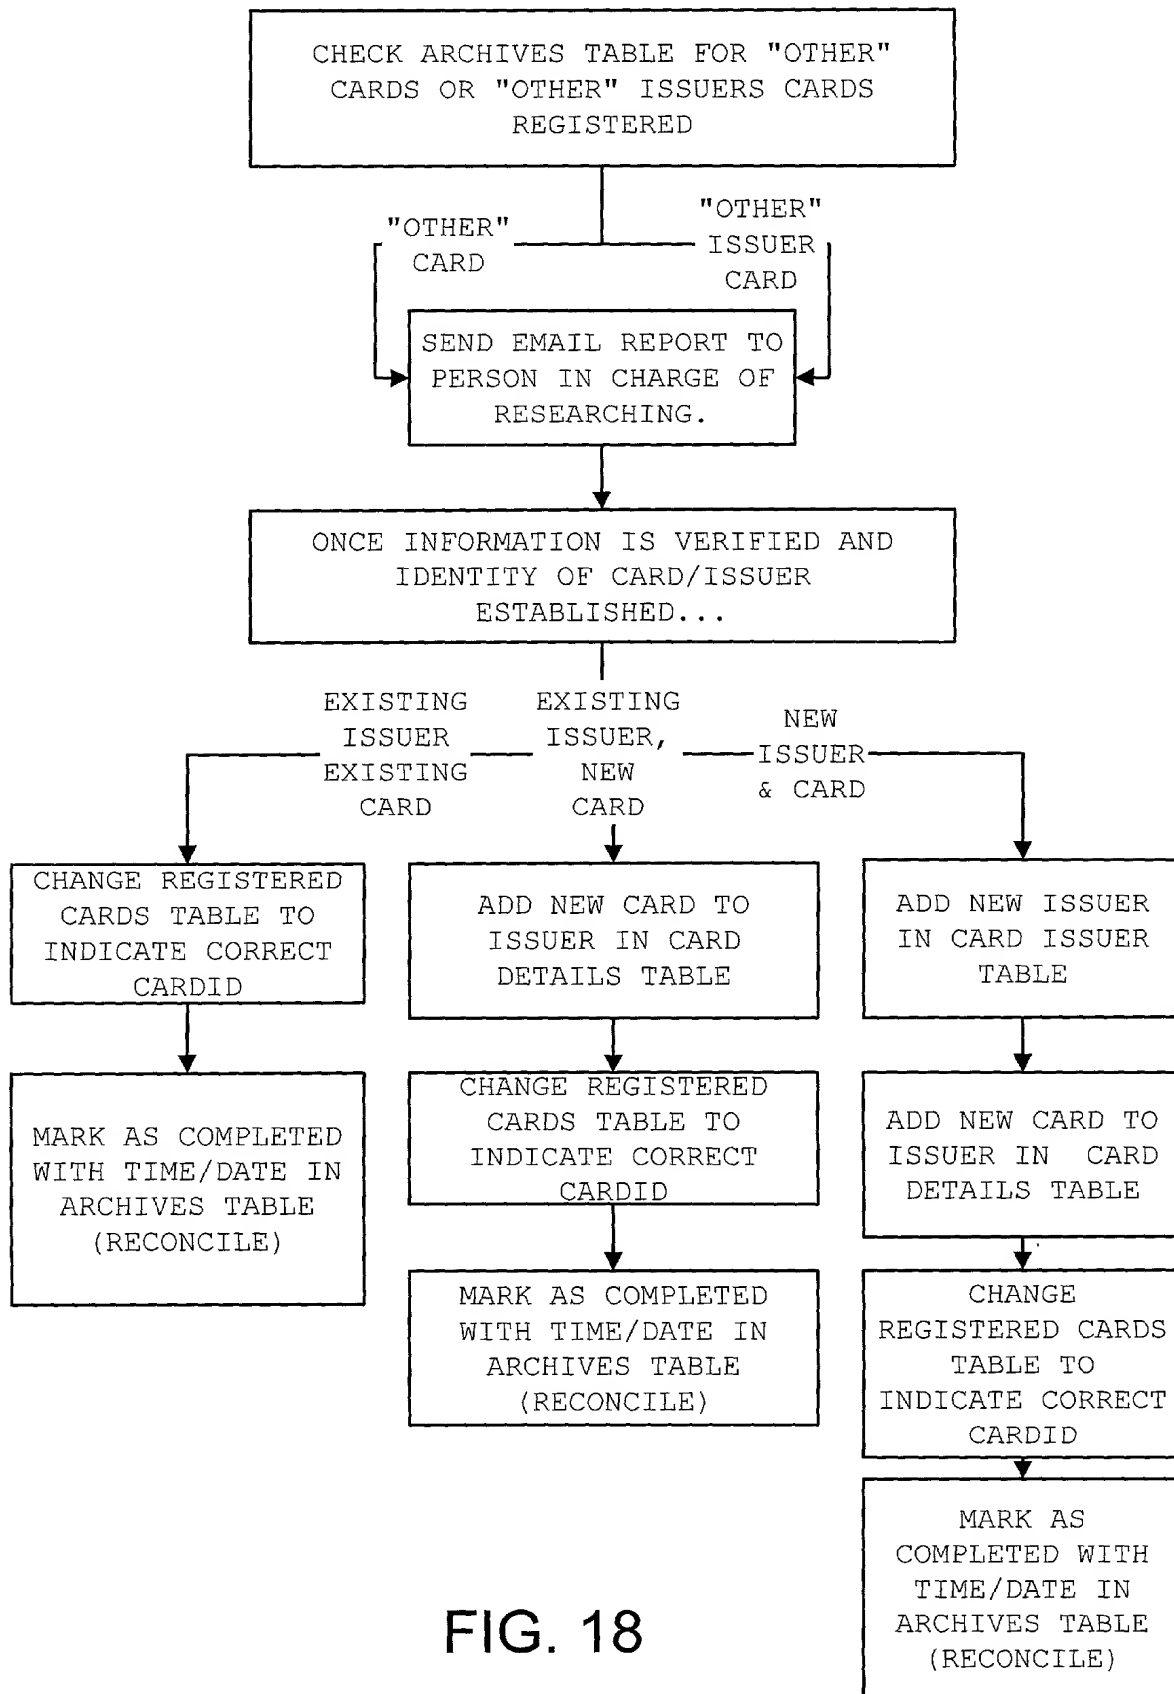 CHECK ARCHIVES TABLE FOR "OTHER"
CARDS OR "OTHER" ISSUERS CARDS
REGISTERED
"OTHER"
CARD
"OTHER"
ISSUER
CARD
SEND EMAIL REPORT TO
PERSON IN CHARGE OF
RESEARCHING.
ONCE INFORMATION IS VERIFIED AND
IDENTITY OF CARD/ISSUER
ESTABLISHED...
EXISTING
ISSUER
EXISTING
CARD
EXISTING
ISSUER,
NEW
CARD
NEW
ISSUER
& CARD
CHANGE REGISTERED
CARDS TABLE TO
INDICATE CORRECT
CARDID
MARK AS COMPLETED
WITH TIME/DATE IN
ARCHIVES TABLE
(RECONCILE)
ADD NEW CARD TO
ISSUER IN CARD
DETAILS TABLE
CHANGE REGISTERED
CARDS TABLE TO
INDICATE CORRECT
CARDID
MARK AS COMPLETED
WITH TIME/DATE IN
ARCHIVES TABLE
(RECONCILE)
ADD NEW ISSUER
IN CARD ISSUER
TABLE
ADD NEW CARD TO
ISSUER IN CARD
DETAILS TABLE
CHANGE
REGISTERED CARDS
TABLE TO
INDICATE CORRECT
CARDID
MARK AS
COMPLETED WITH
TIME/DATE IN
ARCHIVES TABLE
(RECONCILE)
FIG. 18